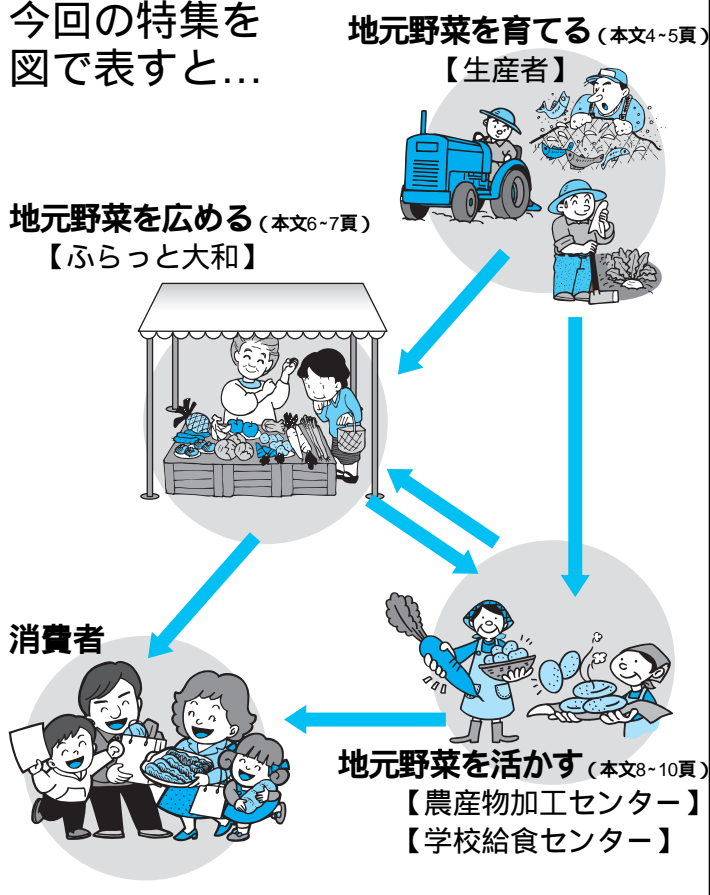 今回の特集を
図で表すと…
地元野菜を育てる(本文4~5頁)
【生産者】
地元野菜を広める(本文6~7頁)
【ふらっと大和】
消費者
地元野菜を活かす(本文8~10頁)
【農産物加工センター】
【学校給食センター】